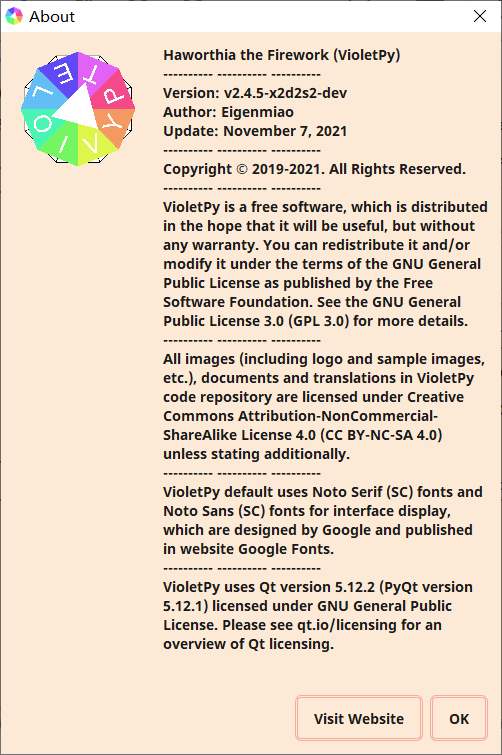 About
Haworthia the Firework (VioletPy)
---------- ---------- ----------
Version: v2.4.5-x2d2s2-dev
Author: Eigenmiao
Update: November 7, 2021
---------- ---------- ----------
Copyright © 2019-2021. All Rights Reserved.
---------- ---------- ----------
VioletPy is a free software, which is distributed
in the hope that it will be useful, but without
any warranty. You can redistribute it and/or
modify it under the terms of the GNU General
Public License as published by the Free
Software Foundation. See the GNU General
Public License 3.0 (GPL 3.0) for more details.
---------- ---------- ----------
All images (including logo and sample images,
etc.), documents and translations in VioletPy
code repository are licensed under Creative
Commons Attribution-NonCommercial-
ShareAlike License 4.0 (CC BY-NC-SA 4.0)
unless stating additionally.
---------- ---------- ----------
VioletPy default uses Noto Serif (SC) fonts and
Noto Sans (SC) fonts for interface display,
which are designed by Google and published
in website Google Fonts.
---------- ---------- ----------
VioletPy uses Qt version 5.12.2 (PyQt version
5.12.1) licensed under GNU General Public
License. Please see qt.io/licensing for an
overview of Qt licensing.
VIOLETPY
Visit Website
OK